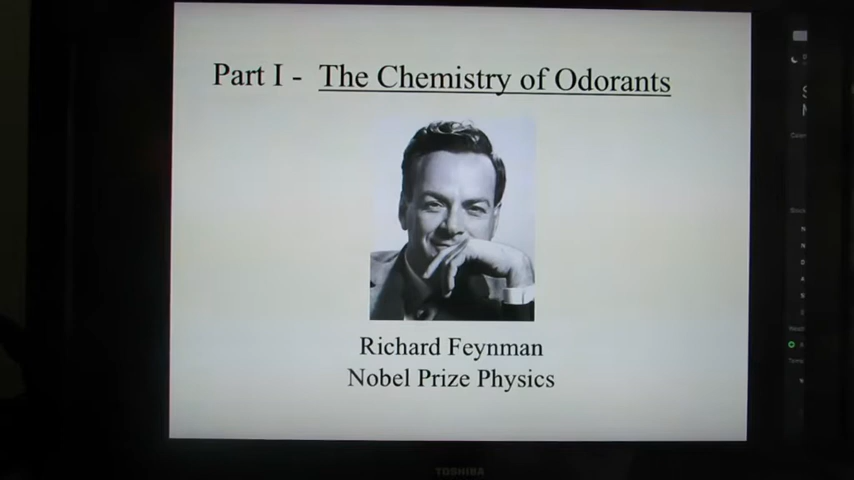 Part I - The Chemistry of Odorants
Richard Feynman
Nobel Prize Physics
TOSHIBA